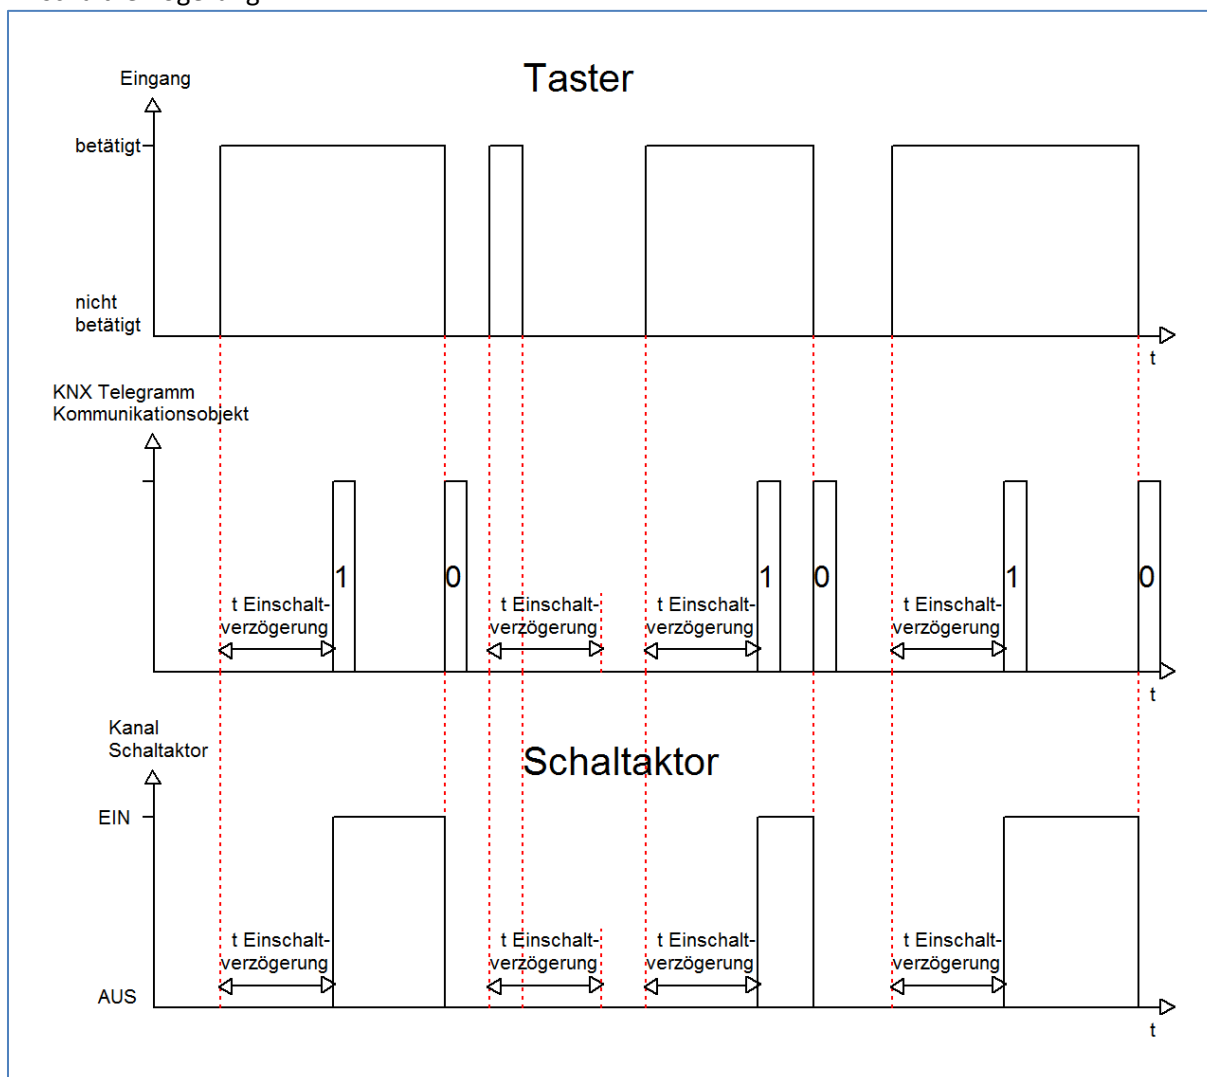 Taster
Eingang
betätigt
nicht
betätigt
t
KNX Telegramm
Kommunikationsobjekt
1
0
1
0
1
0
t Einschalt-
verzögerung
t Einschalt-
verzögerung
t Einschalt-
verzögerung
t Einschalt-
verzögerung
t
Kanal
Schaltaktor
Schaltaktor
EIN
t Einschalt-
verzögerung
t Einschalt-
verzögerung
t Einschalt-
verzögerung
t Einschalt-
verzögerung
AUS
t